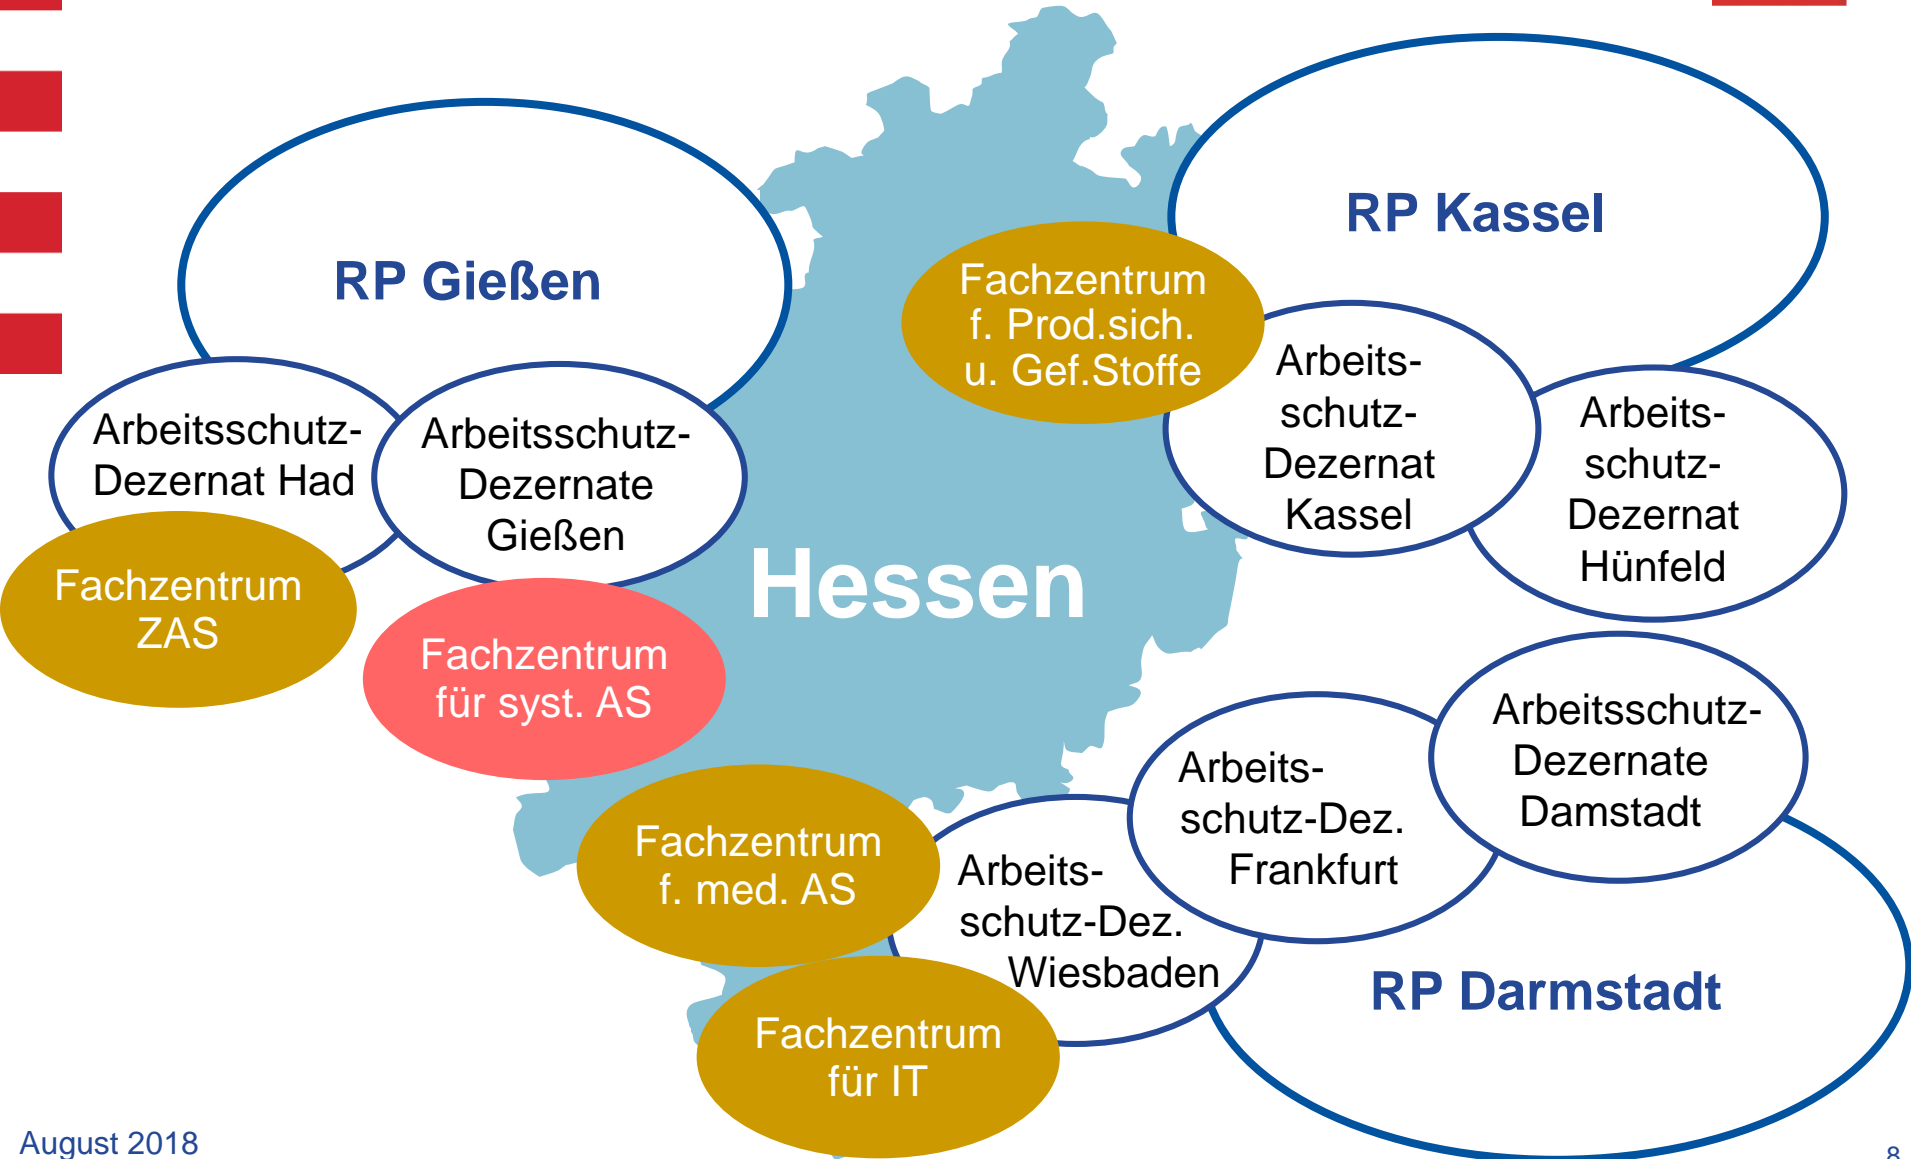 RP Gießen
Arbeitsschutz-
Dezernat Had
Arbeitsschutz-
Dezernate
Gießen
Fachzentrum
ZAS
Fachzentrum
für syst. AS
Hessen
RP Kassel
Fachzentrum
f. Prod.sich.
u. Gef.Stoffe
Arbeits-
schutz-
Dezernat
Kassel
Arbeits-
schutz-
Dezernat
Hünfeld
Arbeitsschutz-
Dezernate
Damstadt
Arbeits-
schutz-Dez.
Frankfurt
Arbeits-
schutz-Dez.
Wiesbaden
Fachzentrum
f. med. AS
Fachzentrum
für IT
RP Darmstadt
August 2018
8